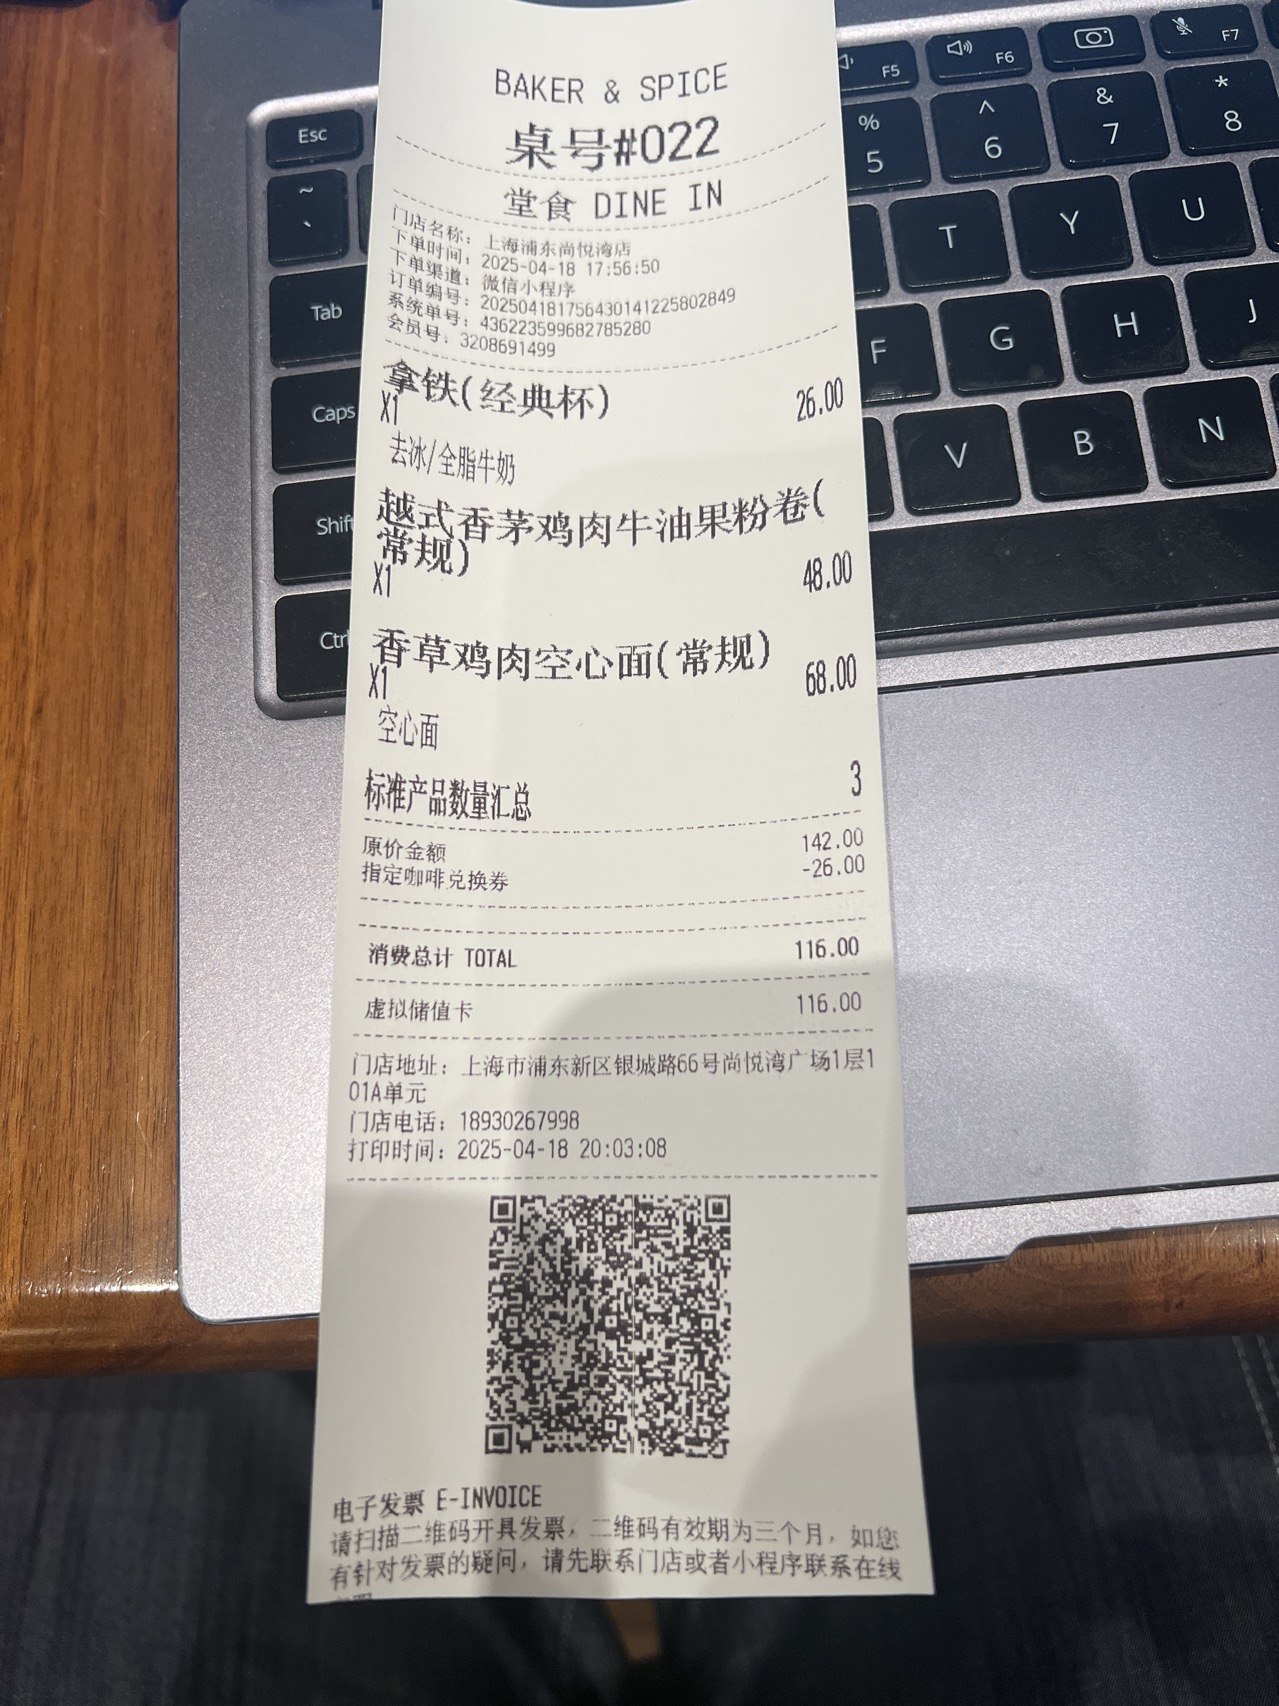 BAKER & SPICE
桌号#022
堂食 DINE IN
门店名称: 上海浦东尚悦湾店
下单时间: 2025-04-18 17:56:50
下单渠道: 微信小程序
订单编号: 20250418175643014122580​2849
系统单号: 436223599682785280
会员号: 3208691499
拿铁(经典杯)
X1 26.00
去冰/全脂牛奶
越式香茅鸡肉牛油果粉卷(
常规)
X1 48.00
香草鸡肉空心面(常规)
X1 68.00
空心面
标准产品数量汇总 3
原价金额 142.00
指定咖啡兑换券 -26.00
消费总计 TOTAL 116.00
虚拟储值卡 116.00
门店地址: 上海市浦东新区银城路66号尚悦湾广场1层1
01A单元
门店电话: 18930267998
打印时间: 2025-04-18 20:03:08
电子发票 E-INVOICE
请扫描二维码开具发票, 二维码有效期为三个月, 如您
有针对发票的疑问, 请先联系门店或者小程序联系在线
Esc
F5
F6
F7
~
`
%
5
^
6
&
7
*
8
Tab
T
Y
U
Caps
F
G
H
J
Shift
V
B
N
Ctrl